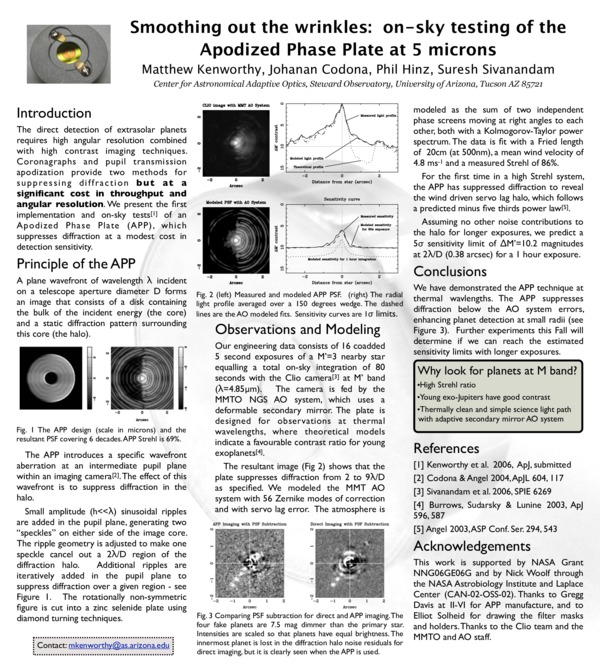 Smoothing out the wrinkles: on-sky testing of the
Apodized Phase Plate at 5 microns
Matthew Kenworthy, Johanan Codona, Phil Hinz, Suresh Sivanandam
Center for Astronomical Adaptive Optics, Steward Observatory, University of Arizona, Tucson AZ 85721
Introduction
The direct detection of extrasolar planets
requires high angular resolution combined
with high contrast imaging techniques.
Coronagraphs and pupil transmission
apodization provide two methods for
suppressing diffraction but at a
significant cost in throughput and
angular resolution. We present the first
implementation and on-sky tests[1] of an
Apodized Phase Plate (APP), which
suppresses diffraction at a modest cost in
detection sensitivity.
Principle of the APP
A plane wavefront of wavelength λ incident
on a telescope aperture diameter D forms
an image that consists of a disk containing
the bulk of the incident energy (the core)
and a static diffraction pattern surrounding
this core (the halo).
Arcsec
Fig. 1 The APP design (scale in microns) and the
resultant PSF covering 6 decades. APP Strehl is 69%.
The APP introduces a specific wavefront
aberration at an intermediate pupil plane
within an imaging camera[2]. The effect of this
wavefront is to suppress diffraction in the
halo.
Small amplitude (h<<λ) sinusoidal ripples
are added in the pupil plane, generating two
“speckles” on either side of the image core.
The ripple geometry is adjusted to make one
speckle cancel out a 2λ/D region of the
diffraction halo. Additional ripples are
iteratively added in the pupil plane to
suppress diffraction over a given region - see
Figure 1. The rotationally non-symmetric
figure is cut into a zinc selenide plate using
diamond turning techniques.
Contact: mkenworthy@as.arizona.edu
CLIO image with MMT AO System
Arcsec
Modeled PSF with AO System
Arcsec
ΔM' contrast
Measured light profile
Modeled light profile
Theoretical profile
Distance from star (arcsec)
Sensitivity curve
ΔM' contrast
Measured sensitivity
Modeled sensitivity
for 80s exposure
Modeled sensitivity for 1 hour integration
Distance from star (arcsec)
Fig. 2 (left) Measured and modeled APP PSF. (right) The radial
light profile averaged over a 150 degrees wedge. The dashed
lines are the AO modeled fits. Sensitivity curves are 1σ limits.
Observations and Modeling
Our engineering data consists of 16 coadded
5 second exposures of a M'=3 nearby star
equalling a total on-sky integration of 80
seconds with the Clio camera[3] at M' band
(λ=4.85μm). The camera is fed by the
MMTO NGS AO system, which uses a
deformable secondary mirror. The plate is
designed for observations at thermal
wavelengths, where theoretical models
indicate a favourable contrast ratio for young
exoplanets[4].
The resultant image (Fig 2) shows that the
plate suppresses diffraction from 2 to 9λ/D
as specified. We modeled the MMT AO
system with 56 Zernike modes of correction
and with servo lag error. The atmosphere is
APP Imaging with PSF Subtraction
Direct Imaging with PSF Subtraction
Arcsec
Arcsec
Fig. 3 Comparing PSF subtraction for direct and APP imaging. The
four fake planets are 7.5 mag dimmer than the primary star.
Intensities are scaled so that planets have equal brightness. The
innermost planet is lost in the diffraction halo noise residuals for
direct imaging, but it is clearly seen when the APP is used.
modeled as the sum of two independent
phase screens moving at right angles to each
other, both with a Kolmogorov-Taylor power
spectrum. The data is fit with a Fried length
of 20cm (at 500nm), a mean wind velocity of
4.8 ms⁻¹ and a measured Strehl of 86%.
For the first time in a high Strehl system,
the APP has suppressed diffraction to reveal
the wind driven servo lag halo, which follows
a predicted minus five thirds power law[5].
Assuming no other noise contributions to
the halo for longer exposures, we predict a
5σ sensitivity limit of ΔM'=10.2 magnitudes
at 2λ/D (0.38 arcsec) for a 1 hour exposure.
Conclusions
We have demonstrated the APP technique at
thermal wavlengths. The APP suppresses
diffraction below the AO system errors,
enhancing planet detection at small radii (see
Figure 3). Further experiments this Fall will
determine if we can reach the estimated
sensitivity limits with longer exposures.
Why look for planets at M band?
•High Strehl ratio
•Young exo-Jupiters have good contrast
•Thermally clean and simple science light path
with adaptive secondary mirror AO system
References
[1] Kenworthy et al. 2006, ApJ, submitted
[2] Codona & Angel 2004, ApJL 604, 117
[3] Sivanandam et al. 2006, SPIE 6269
[4] Burrows, Sudarsky & Lunine 2003, ApJ
596, 587
[5] Angel 2003, ASP Conf. Ser. 294, 543
Acknowledgements
This work is supported by NASA Grant
NNG06GE06G and by Nick Woolf through
the NASA Astrobiology Institute and Laplace
Center (CAN-02-OSS-02). Thanks to Gregg
Davis at II-VI for APP manufacture, and to
Elliot Solheid for drawing the filter masks
and holders. Thanks to the Clio team and the
MMTO and AO staff.